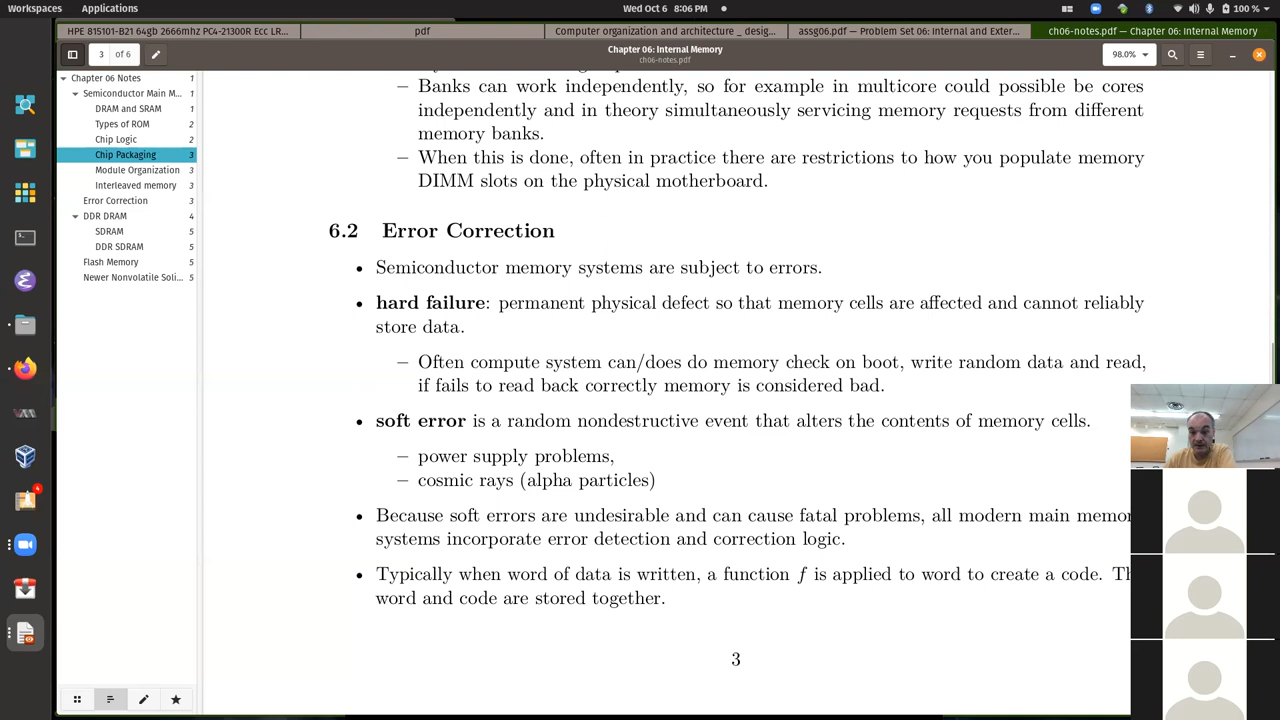 Workspaces Applications Wed Oct 6 8:06 PM 100 %
HPE 815101-B21 64gb 2666mhz PC4-21300R Ecc LR... pdf Computer organization and architecture _ desig... assg06.pdf — Problem Set 06: Internal and Exter... ch06-notes.pdf — Chapter 06: Internal Memory
3 of 6 Chapter 06: Internal Memory 98.0%
ch06-notes.pdf
Chapter 06 Notes 1
Semiconductor Main M... 1
DRAM and SRAM 1
Types of ROM 2
Chip Logic 2
Chip Packaging 3
Module Organization 3
Interleaved memory 3
Error Correction 3
DDR DRAM 4
SDRAM 5
DDR SDRAM 5
Flash Memory 5
Newer Nonvolatile Soli... 5
– Banks can work independently, so for example in multicore could possible be cores
independently and in theory simultaneously servicing memory requests from different
memory banks.
– When this is done, often in practice there are restrictions to how you populate memory
DIMM slots on the physical motherboard.
6.2 Error Correction
• Semiconductor memory systems are subject to errors.
• hard failure: permanent physical defect so that memory cells are affected and cannot reliably
store data.
– Often compute system can/does do memory check on boot, write random data and read,
if fails to read back correctly memory is considered bad.
• soft error is a random nondestructive event that alters the contents of memory cells.
– power supply problems,
– cosmic rays (alpha particles)
• Because soft errors are undesirable and can cause fatal problems, all modern main memor
systems incorporate error detection and correction logic.
• Typically when word of data is written, a function f is applied to word to create a code. Th
word and code are stored together.
3
4